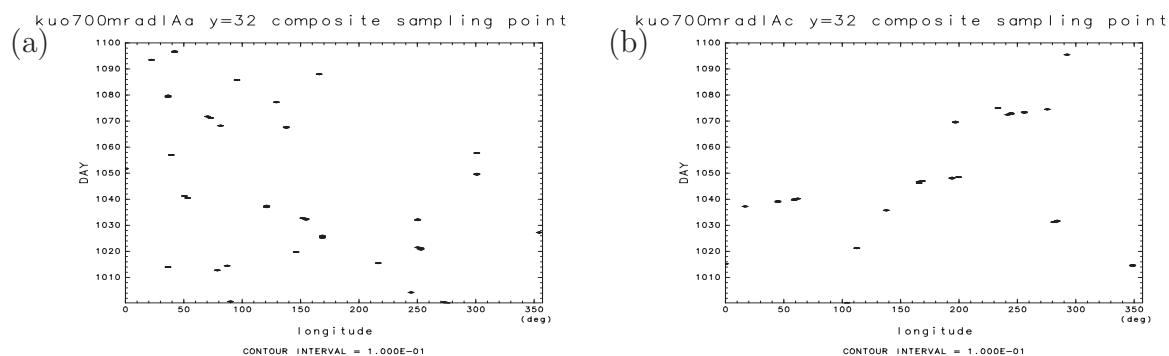 kuo700mradlAa y=32 composite sampling point
(a)
DAY
1100
1090
1080
1070
1060
1050
1040
1030
1020
1010
0 50 100 150 200 250 300 350
(deg)
longitude
CONTOUR INTERVAL = 1.000E-01
kuo700mradlAc y=32 composite sampling point
(b)
DAY
1100
1090
1080
1070
1060
1050
1040
1030
1020
1010
0 50 100 150 200 250 300 350
(deg)
longitude
CONTOUR INTERVAL = 1.000E-01